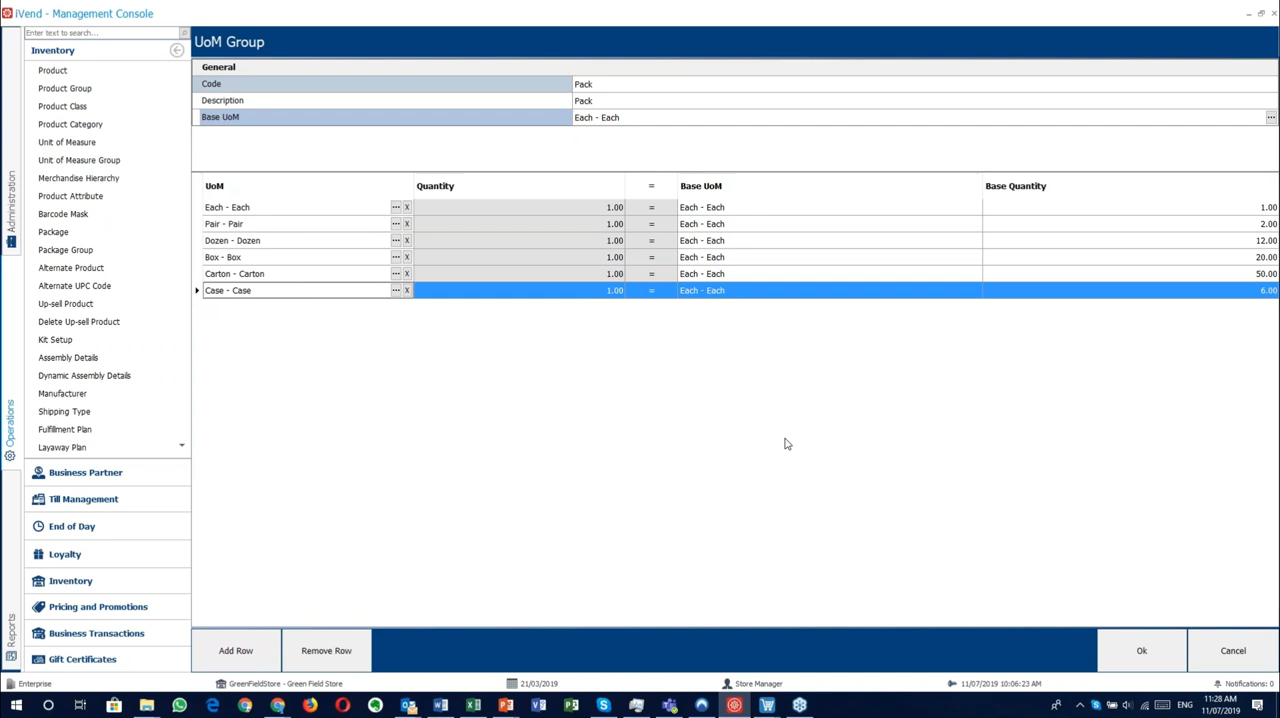 iVend - Management Console
Enter text to search...
Inventory
Product
Product Group
Product Class
Product Category
Unit of Measure
Unit of Measure Group
Merchandise Hierarchy
Product Attribute
Barcode Mask
Package
Package Group
Alternate Product
Alternate UPC Code
Up-sell Product
Delete Up-sell Product
Kit Setup
Assembly Details
Dynamic Assembly Details
Manufacturer
Shipping Type
Fulfillment Plan
Layaway Plan
Business Partner
Till Management
End of Day
Loyalty
Inventory
Pricing and Promotions
Business Transactions
Gift Certificates
Administration
Operations
Reports
UoM Group
General
Code Pack
Description Pack
Base UoM Each - Each ...
UoM Quantity = Base UoM Base Quantity
Each - Each ... X 1.00 = Each - Each 1.00
Pair - Pair ... X 1.00 = Each - Each 2.00
Dozen - Dozen ... X 1.00 = Each - Each 12.00
Box - Box ... X 1.00 = Each - Each 20.00
Carton - Carton ... X 1.00 = Each - Each 50.00
Case - Case ... X 1.00 = Each - Each 6.00
Add Row Remove Row Ok Cancel
Enterprise GreenFieldStore - Green Field Store 21/03/2019 Store Manager 11/07/2019 10:06:23 AM Notifications: 0
ENG 11:28 AM
11/07/2019